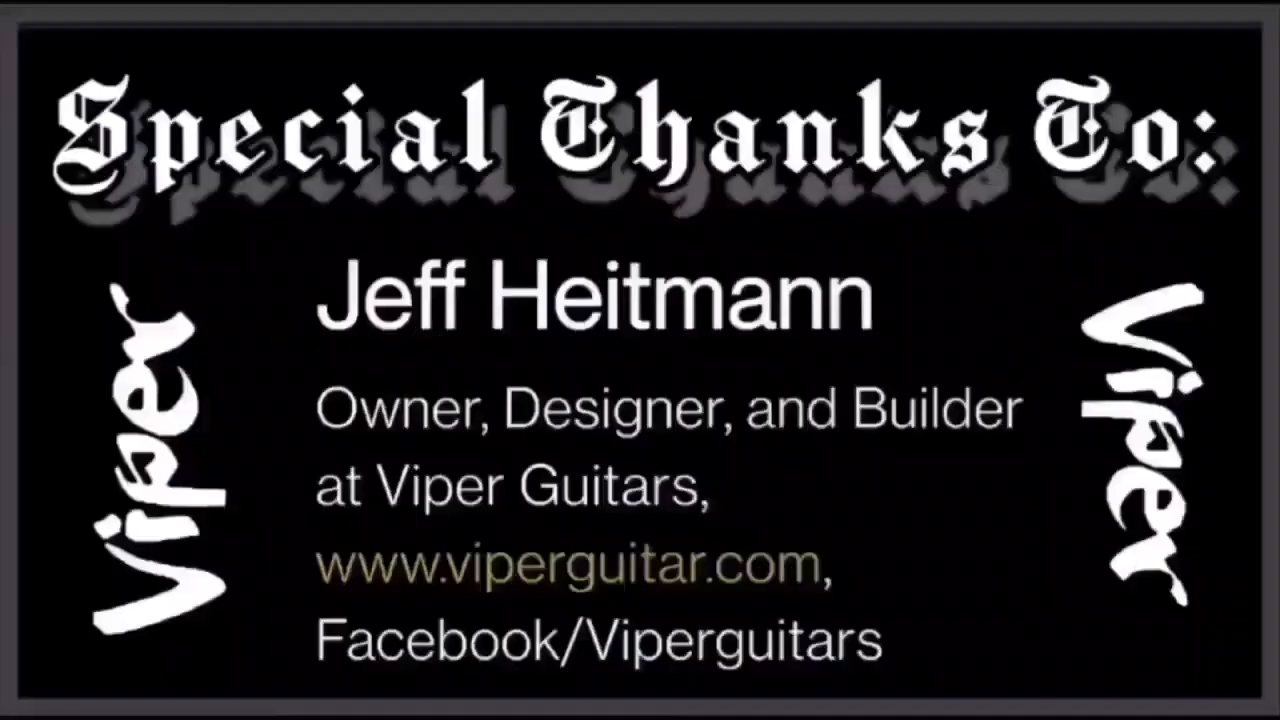 Special Thanks To:
Viper
Jeff Heitmann
Owner, Designer, and Builder
at Viper Guitars,
www.viperguitar.com,
Facebook/Viperguitars
Viper